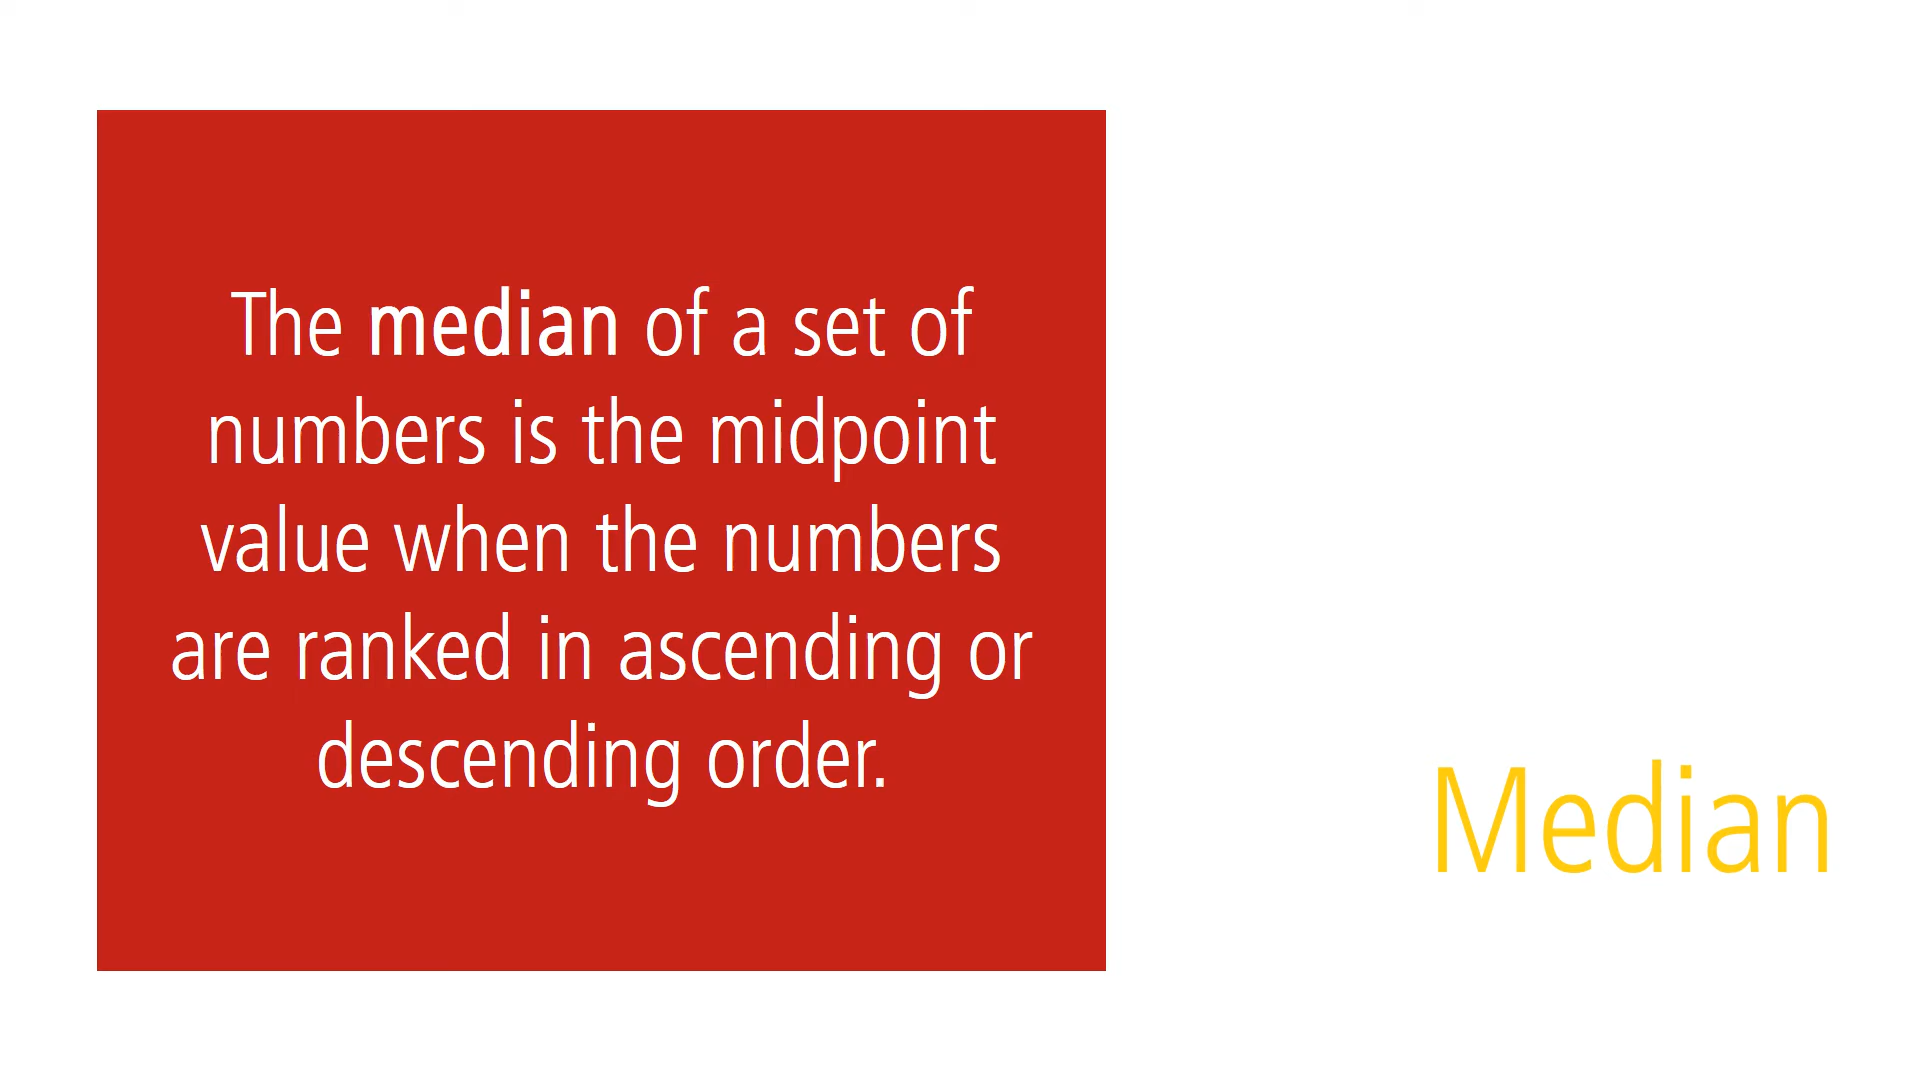 The median of a set of
numbers is the midpoint
value when the numbers
are ranked in ascending or
descending order.
Median